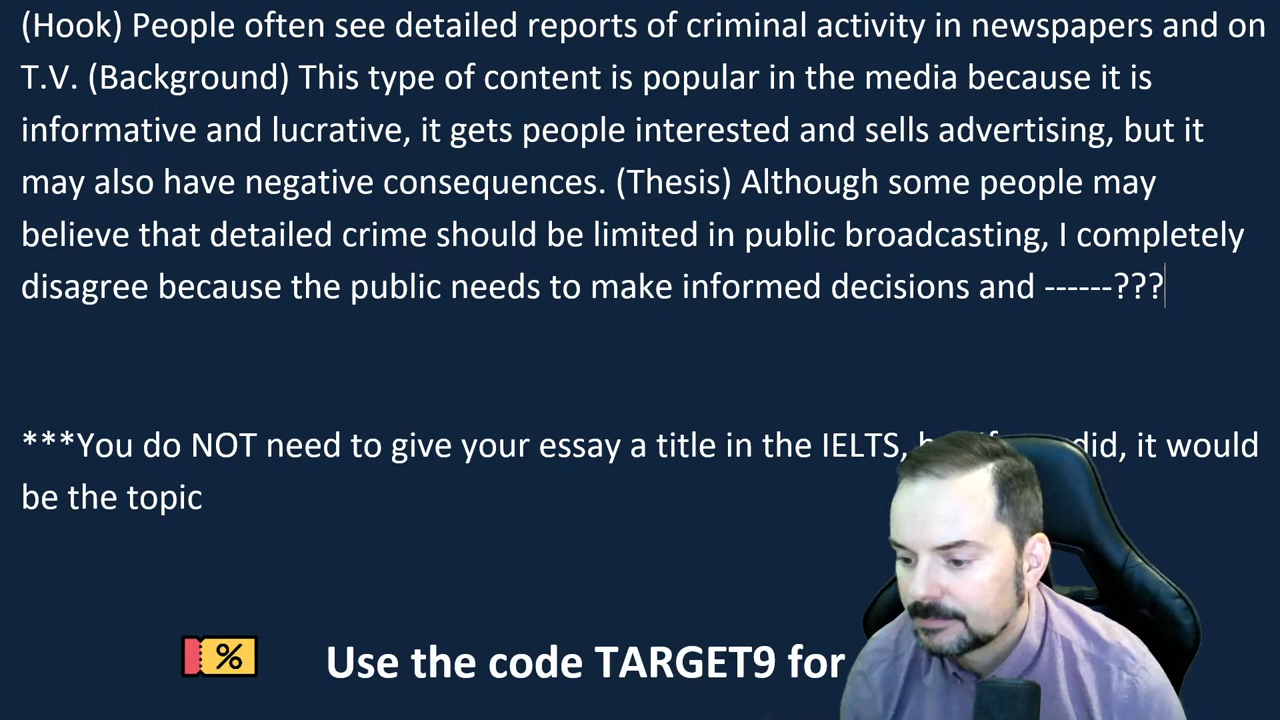 (Hook) People often see detailed reports of criminal activity in newspapers and on
T.V. (Background) This type of content is popular in the media because it is
informative and lucrative, it gets people interested and sells advertising, but it
may also have negative consequences. (Thesis) Although some people may
believe that detailed crime should be limited in public broadcasting, I completely
disagree because the public needs to make informed decisions and ------???
***You do NOT need to give your essay a title in the IELTS, did, it would
be the topic
% Use the code TARGET9 for